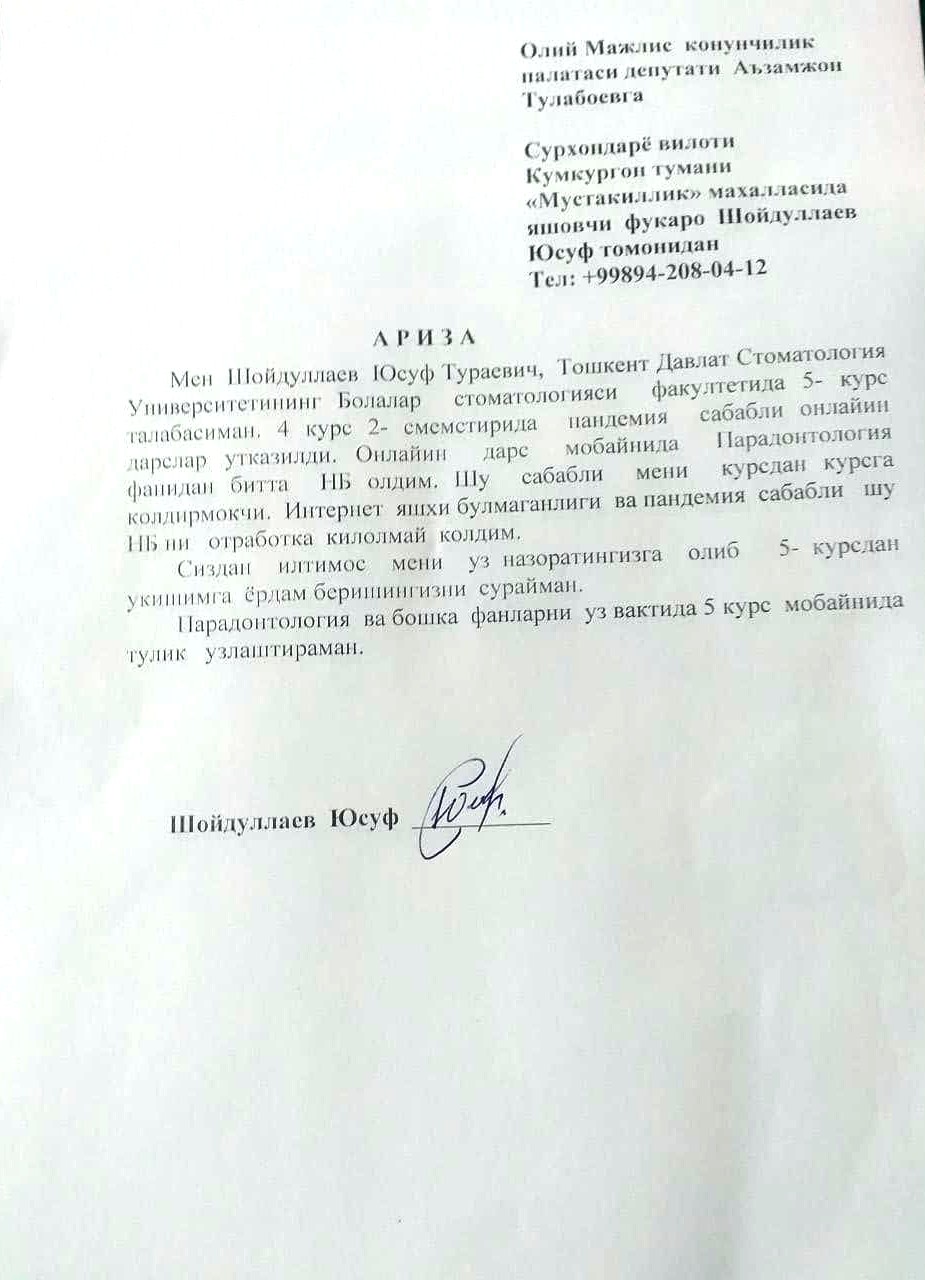 Олий Мажлис конунчилик
палатаси депутати Аъзамжон
Тулабоевга
Сурхондарё вилоти
Кумкургон тумани
«Мустакиллик» махалласида
яшовчи фукаро Шойдуллаев
Юсуф томонидан
Тел: +99894-208-04-12
А Р И З А
Мен Шойдуллаев Юсуф Тураевич, Тошкент Давлат Стоматология
Университетининг Болалар стоматологияси факултетида 5- курс
талабасиман. 4 курс 2- смемстирида пандемия сабабли онлайин
дарслар утказилди. Онлайин дарс мобайнида Парадонтология
фанидан битта НБ олдим. Шу сабабли мени курсдан курсга
колдирмокчи. Интернет яшхи булмаганлиги ва пандемия сабабли шу
НБ ни отработка килолмай колдим.
Сиздан илтимос мени уз назоратингизга олиб 5- курсдан
укишимга ёрдам беришингизни сурайман.
Парадонтология ва бошка фанларни уз вактида 5 курс мобайнида
тулик узлаштираман.
Шойдуллаев Юсуф